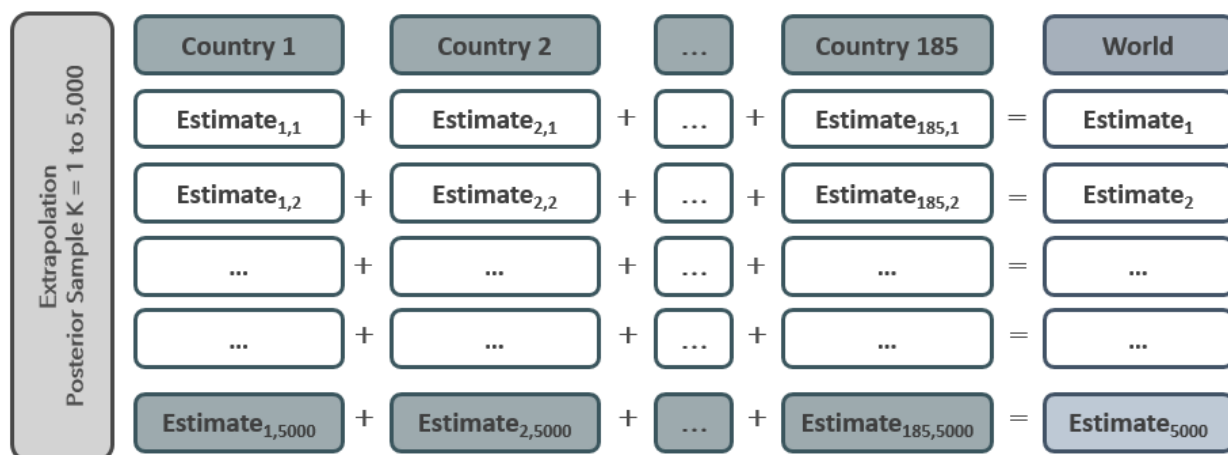 Extrapolation
Posterior Sample K = 1 to 5,000
Country 1 Country 2 ... Country 185 World
Estimate1,1 + Estimate2,1 + ... + Estimate185,1 = Estimate1
Estimate1,2 + Estimate2,2 + ... + Estimate185,2 = Estimate2
... + ... + ... + ... = ...
... + ... + ... + ... = ...
Estimate1,5000 + Estimate2,5000 + ... + Estimate185,5000 = Estimate5000